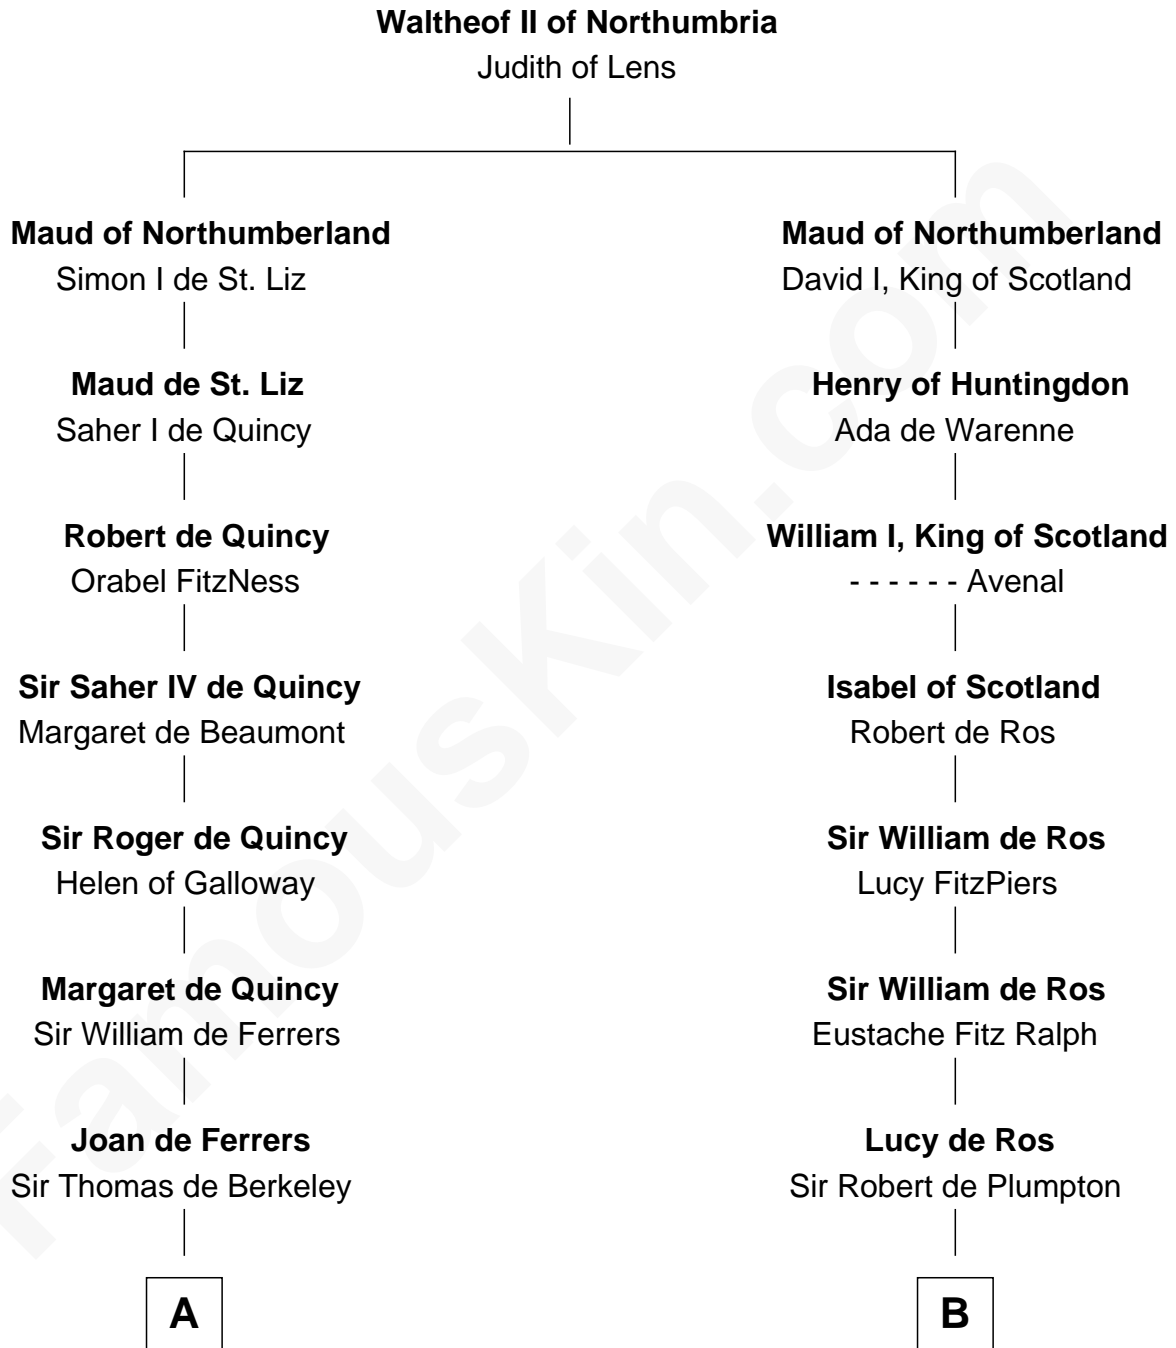 Waltheof II of Northumbria
Judith of Lens
Maud of Northumberland
Simon I de St. Liz
Maud of Northumberland
David I, King of Scotland
Maud de St. Liz
Saher I de Quincy
Henry of Huntingdon
Ada de Warenne
Robert de Quincy
Orabel FitzNess
William I, King of Scotland
- - - - - - Avenal
Sir Saher IV de Quincy
Margaret de Beaumont
Isabel of Scotland
Robert de Ros
Sir Roger de Quincy
Helen of Galloway
Sir William de Ros
Lucy FitzPiers
Margaret de Quincy
Sir William de Ferrers
Sir William de Ros
Eustache Fitz Ralph
Joan de Ferrers
Sir Thomas de Berkeley
Lucy de Ros
Sir Robert de Plumpton
A
B
FamousKin.com